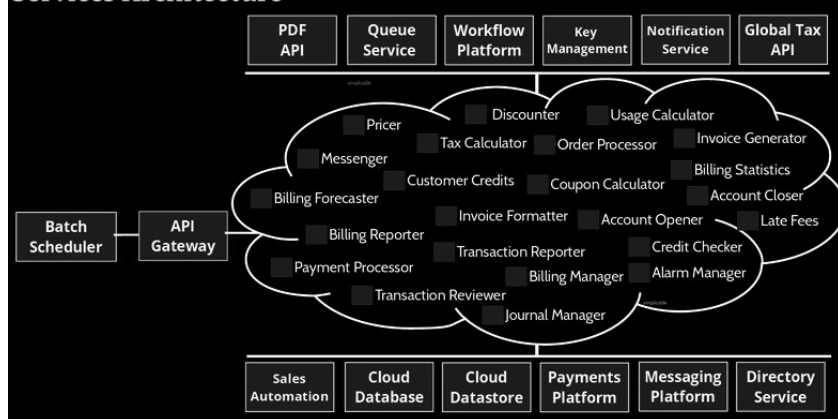 Services Architecture
PDF
API
Queue
Service
Workflow
Platform
Key
Management
Notification
Service
Global Tax
API
simplicable
Discounter
Usage Calculator
Pricer
Tax Calculator
Order Processor
Invoice Generator
Messenger
Billing Statistics
Customer Credits
Coupon Calculator
Account Closer
Billing Forecaster
Invoice Formatter
Account Opener
Late Fees
Batch
Scheduler
API
Gateway
Billing Reporter
Transaction Reporter
Credit Checker
Payment Processor
Billing Manager
Alarm Manager
Transaction Reviewer
simplicable
Journal Manager
Sales
Automation
Cloud
Database
Cloud
Datastore
Payments
Platform
Messaging
Platform
Directory
Service